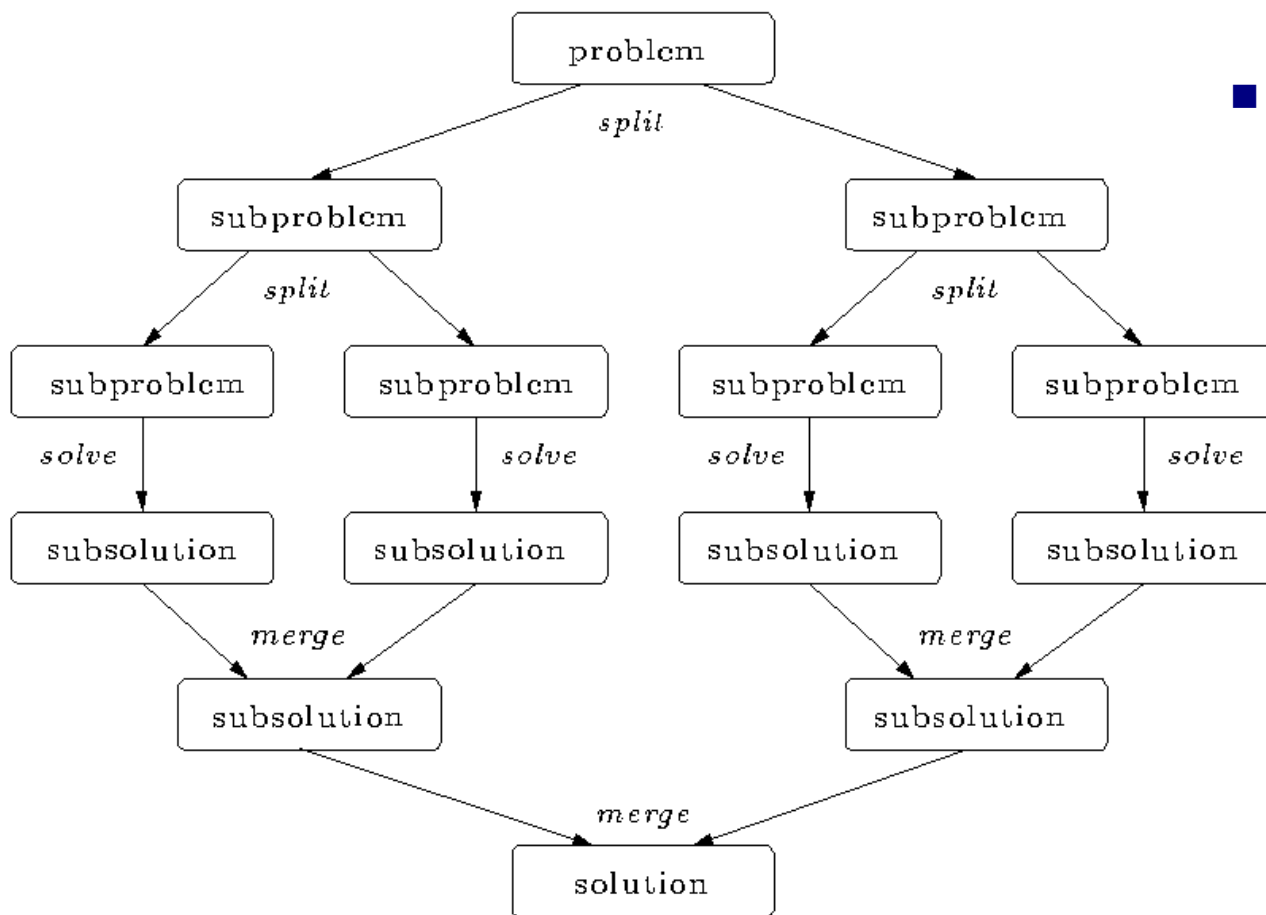 problem
split
subproblem subproblem
split split
subproblem subproblem subproblem subproblem
solve solve solve solve
subsolution subsolution subsolution subsolution
merge merge
subsolution subsolution
merge
solution